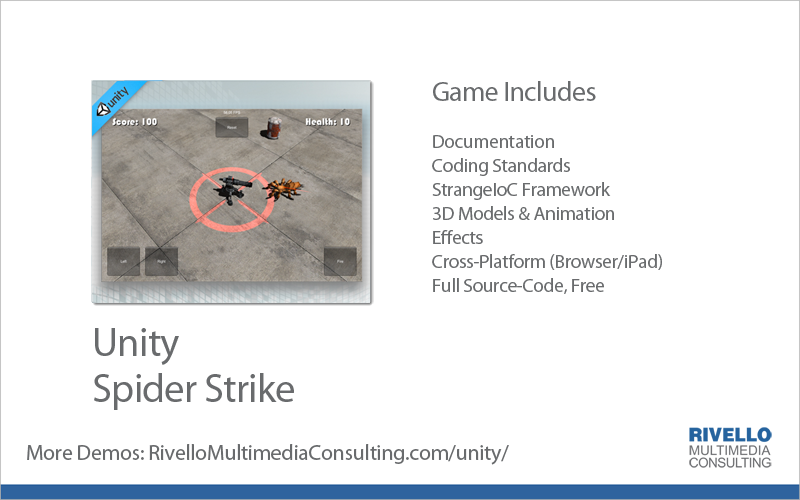 unity
Score: 100
Health: 10
Reset
Left
Right
Fire
Unity
Spider Strike
Game Includes
Documentation
Coding Standards
StrangeIoC Framework
3D Models & Animation
Effects
Cross-Platform (Browser/iPad)
Full Source-Code, Free
More Demos: RivelloMultimediaConsulting.com/unity/
RIVELLO
MULTIMEDIA
CONSULTING